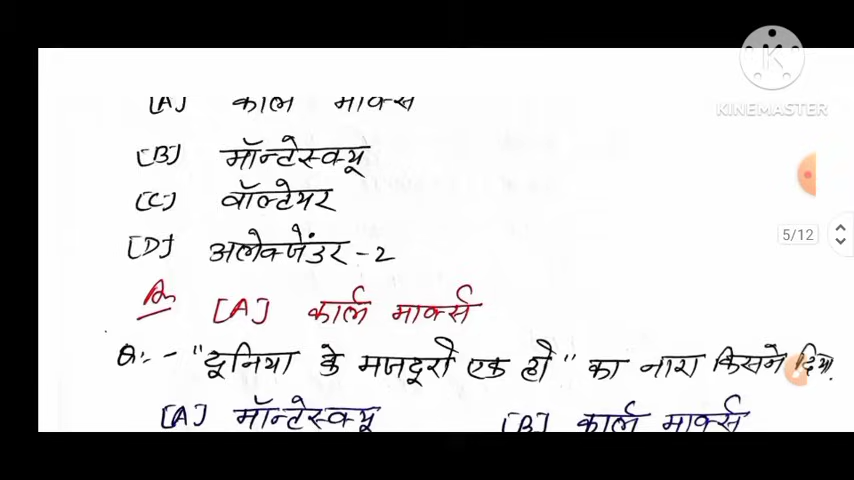 KINEMASTER
[A] कार्ल मार्क्स
[B] मॉन्टेस्क्यू
[C] वॉल्टेयर
5/12
[D] अलेक्जेंडर-2
An [A] कार्ल मार्क्स
Q:- "दूनिया के मजदूरों एक हो" का नारा किसने दिया.
[A] मॉन्टेस्क्यू [B] कार्ल मार्क्स